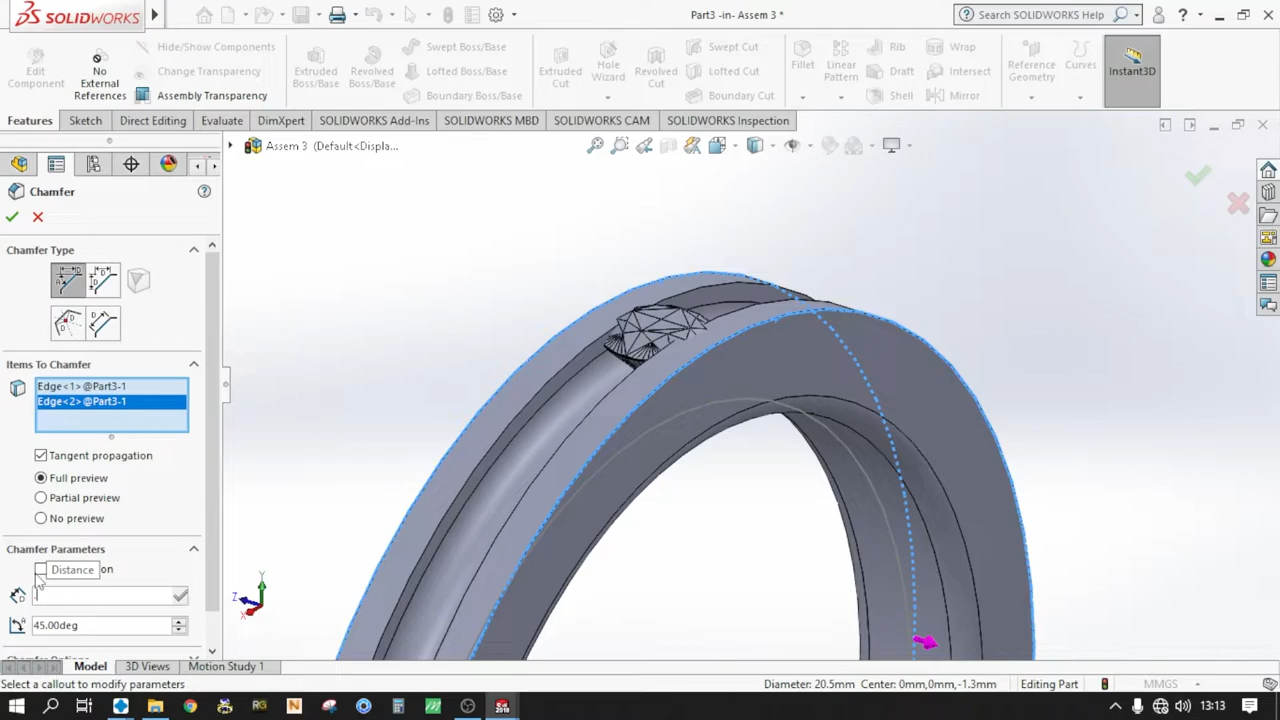 SOLIDWORKS
Part3 -in- Assem 3 *
Search SOLIDWORKS Help
?
Edit Component
No External References
Hide/Show Components
Change Transparency
Assembly Transparency
Extruded Boss/Base
Revolved Boss/Base
Swept Boss/Base
Lofted Boss/Base
Boundary Boss/Base
Extruded Cut
Hole Wizard
Revolved Cut
Swept Cut
Lofted Cut
Boundary Cut
Fillet
Linear Pattern
Rib
Draft
Shell
Wrap
Intersect
Mirror
Reference Geometry
Curves
Instant3D
Features
Sketch
Direct Editing
Evaluate
DimXpert
SOLIDWORKS Add-Ins
SOLIDWORKS MBD
SOLIDWORKS CAM
SOLIDWORKS Inspection
Assem 3 (Default<Displa...
Chamfer
?
Chamfer Type
Items To Chamfer
Edge<1> @Part3-1
Edge<2> @Part3-1
Tangent propagation
Full preview
Partial preview
No preview
Chamfer Parameters
Distance
on
.
45.00deg
Y
Z
X
Model
3D Views
Motion Study 1
Select a callout to modify parameters
Diameter: 20.5mm Center: 0mm,0mm,-1.3mm
Editing Part
MMGS
RG
N
2018
13:13